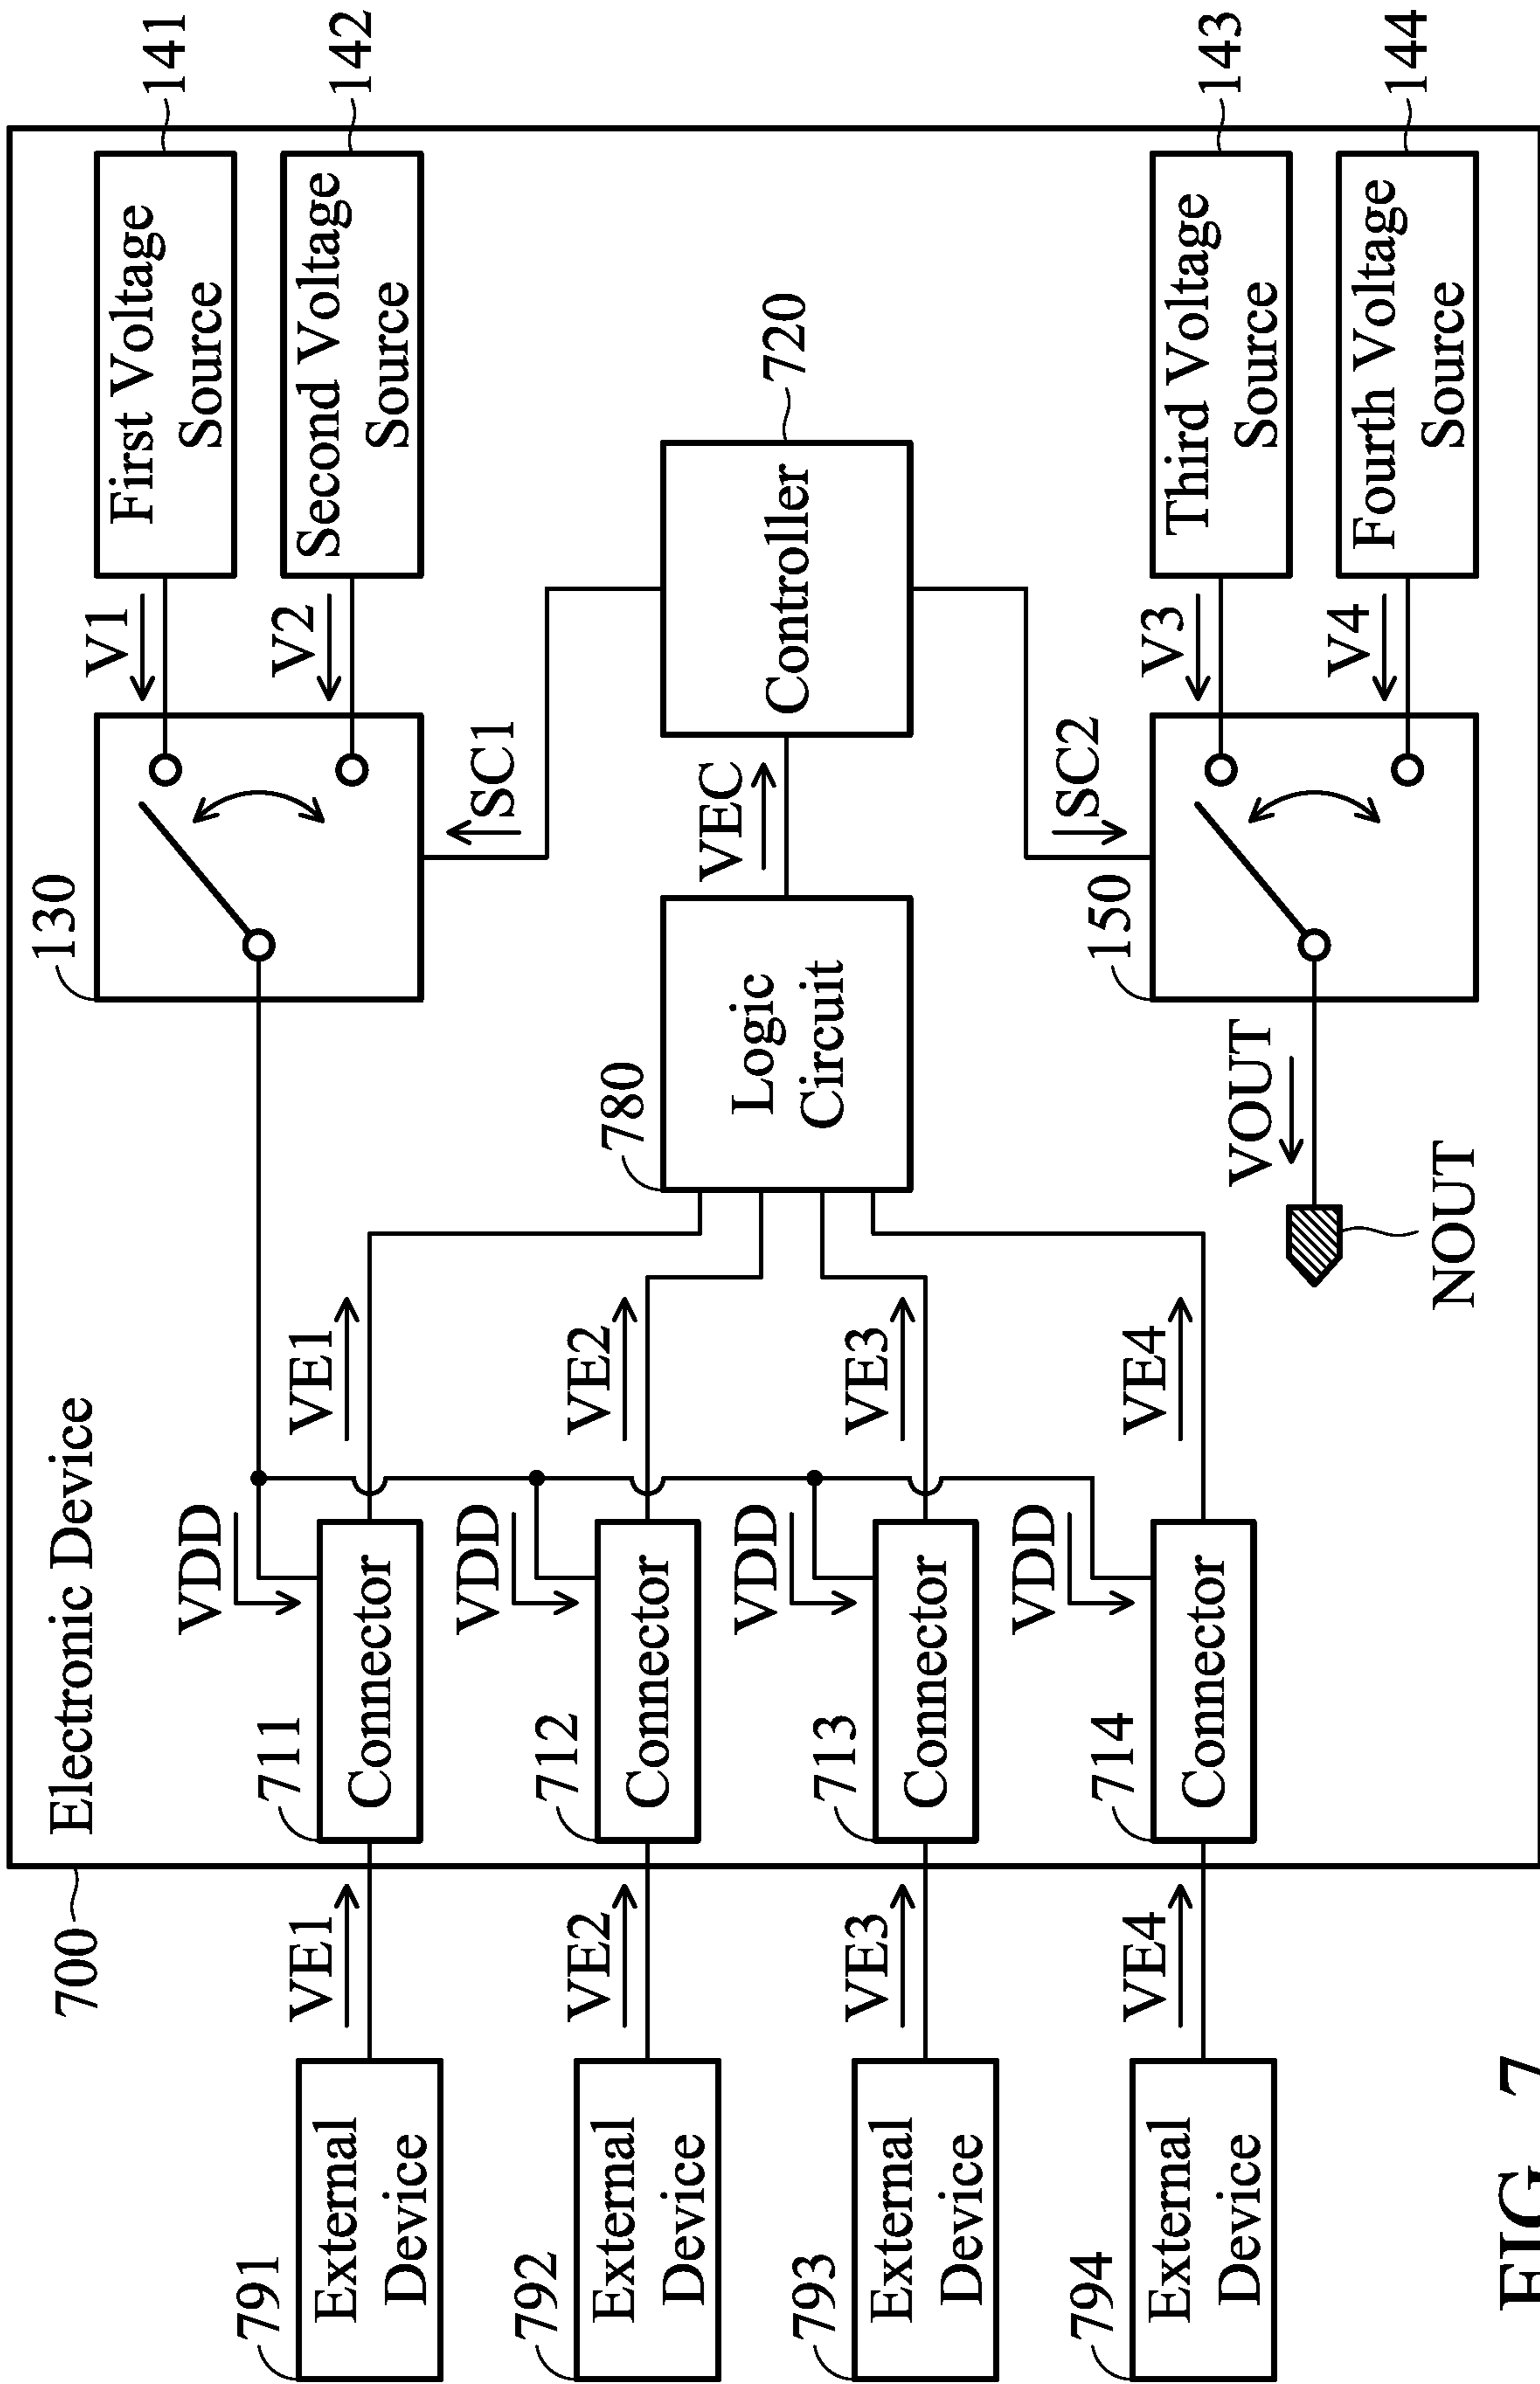 700
Electronic Device
130
V1
First Voltage
Source
141
V2
Second Voltage
Source
142
SC1
791
External
Device
VE1
711
Connector
VDD
VE1
792
External
Device
VE2
712
Connector
VDD
VE2
780
Logic
Circuit
VEC
Controller
720
793
External
Device
VE3
713
Connector
VDD
VE3
794
External
Device
VE4
714
Connector
VDD
VE4
SC2
150
V3
Third Voltage
Source
143
V4
Fourth Voltage
Source
144
VOUT
NOUT
FIG. 7